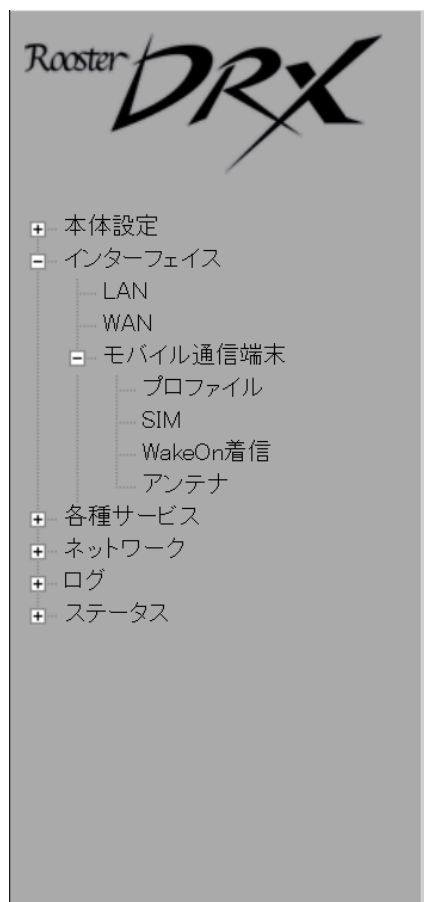 Rooster DRX
本体設定
インターフェイス
LAN
WAN
モバイル通信端末
プロファイル
SIM
WakeOn着信
アンテナ
各種サービス
ネットワーク
ログ
ステータス